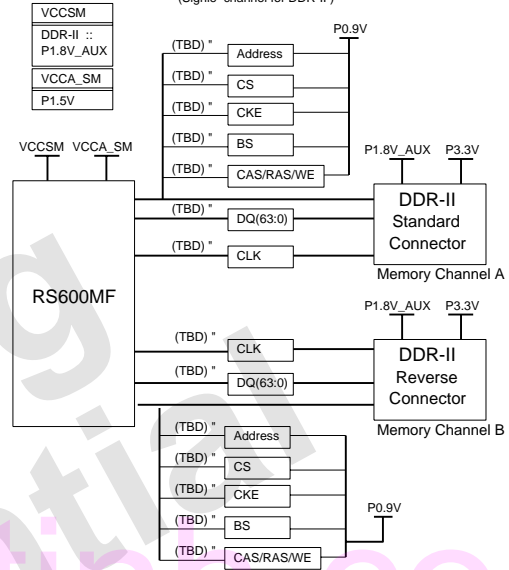 (Signle channel for DDR-II )
VCCSM
DDR-II ::
P1.8V_AUX
VCCA_SM
P1.5V
P0.9V
(TBD) " Address
(TBD) " CS
(TBD) " CKE
(TBD) " BS
(TBD) " CAS/RAS/WE
VCCSM VCCA_SM
P1.8V_AUX P3.3V
(TBD) " DQ(63:0)
(TBD) " CLK
DDR-II
Standard
Connector
Memory Channel A
RS600MF
P1.8V_AUX P3.3V
(TBD) " CLK
(TBD) " DQ(63:0)
DDR-II
Reverse
Connector
Memory Channel B
(TBD) " Address
(TBD) " CS
(TBD) " CKE
(TBD) " BS
(TBD) " CAS/RAS/WE
P0.9V